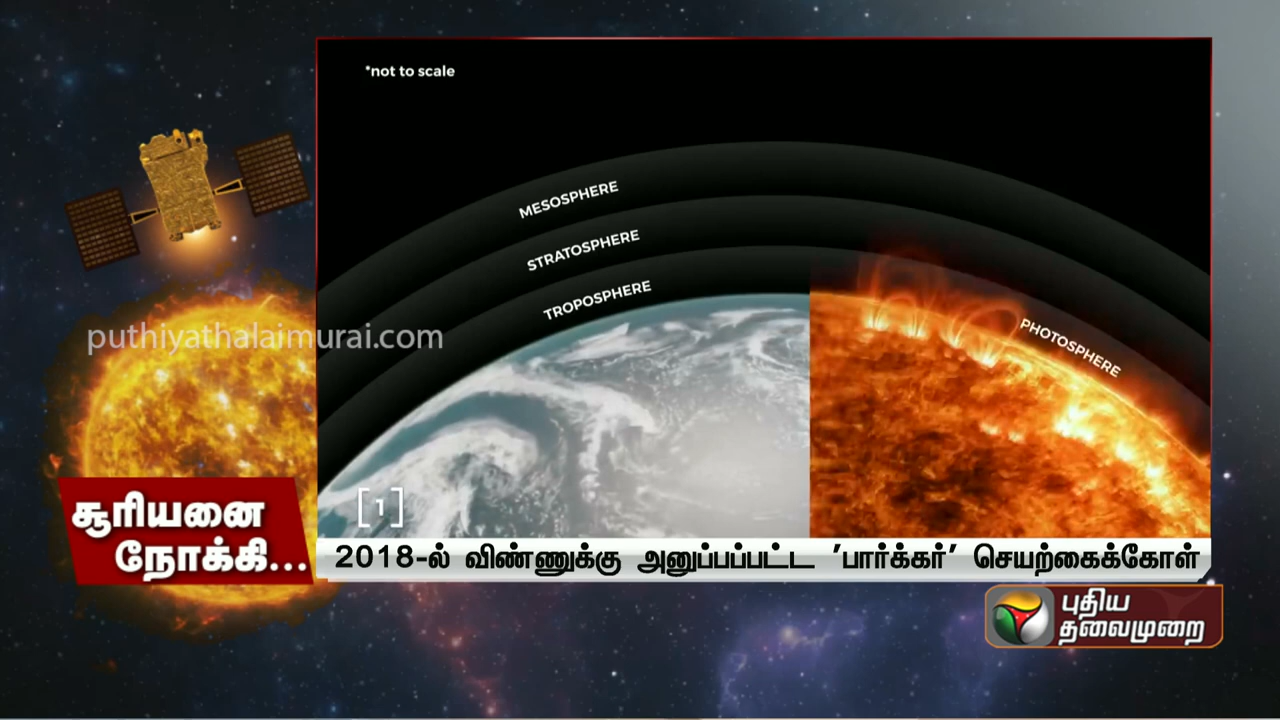 *not to scale
MESOSPHERE
STRATOSPHERE
TROPOSPHERE
PHOTOSPHERE
puthiyathalaimurai.com
[1]
சூரியனை
நோக்கி...
2018-ல் விண்ணுக்கு அனுப்பப்பட்ட 'பார்க்கர்' செயற்கைக்கோள்
புதிய
தலைமுறை